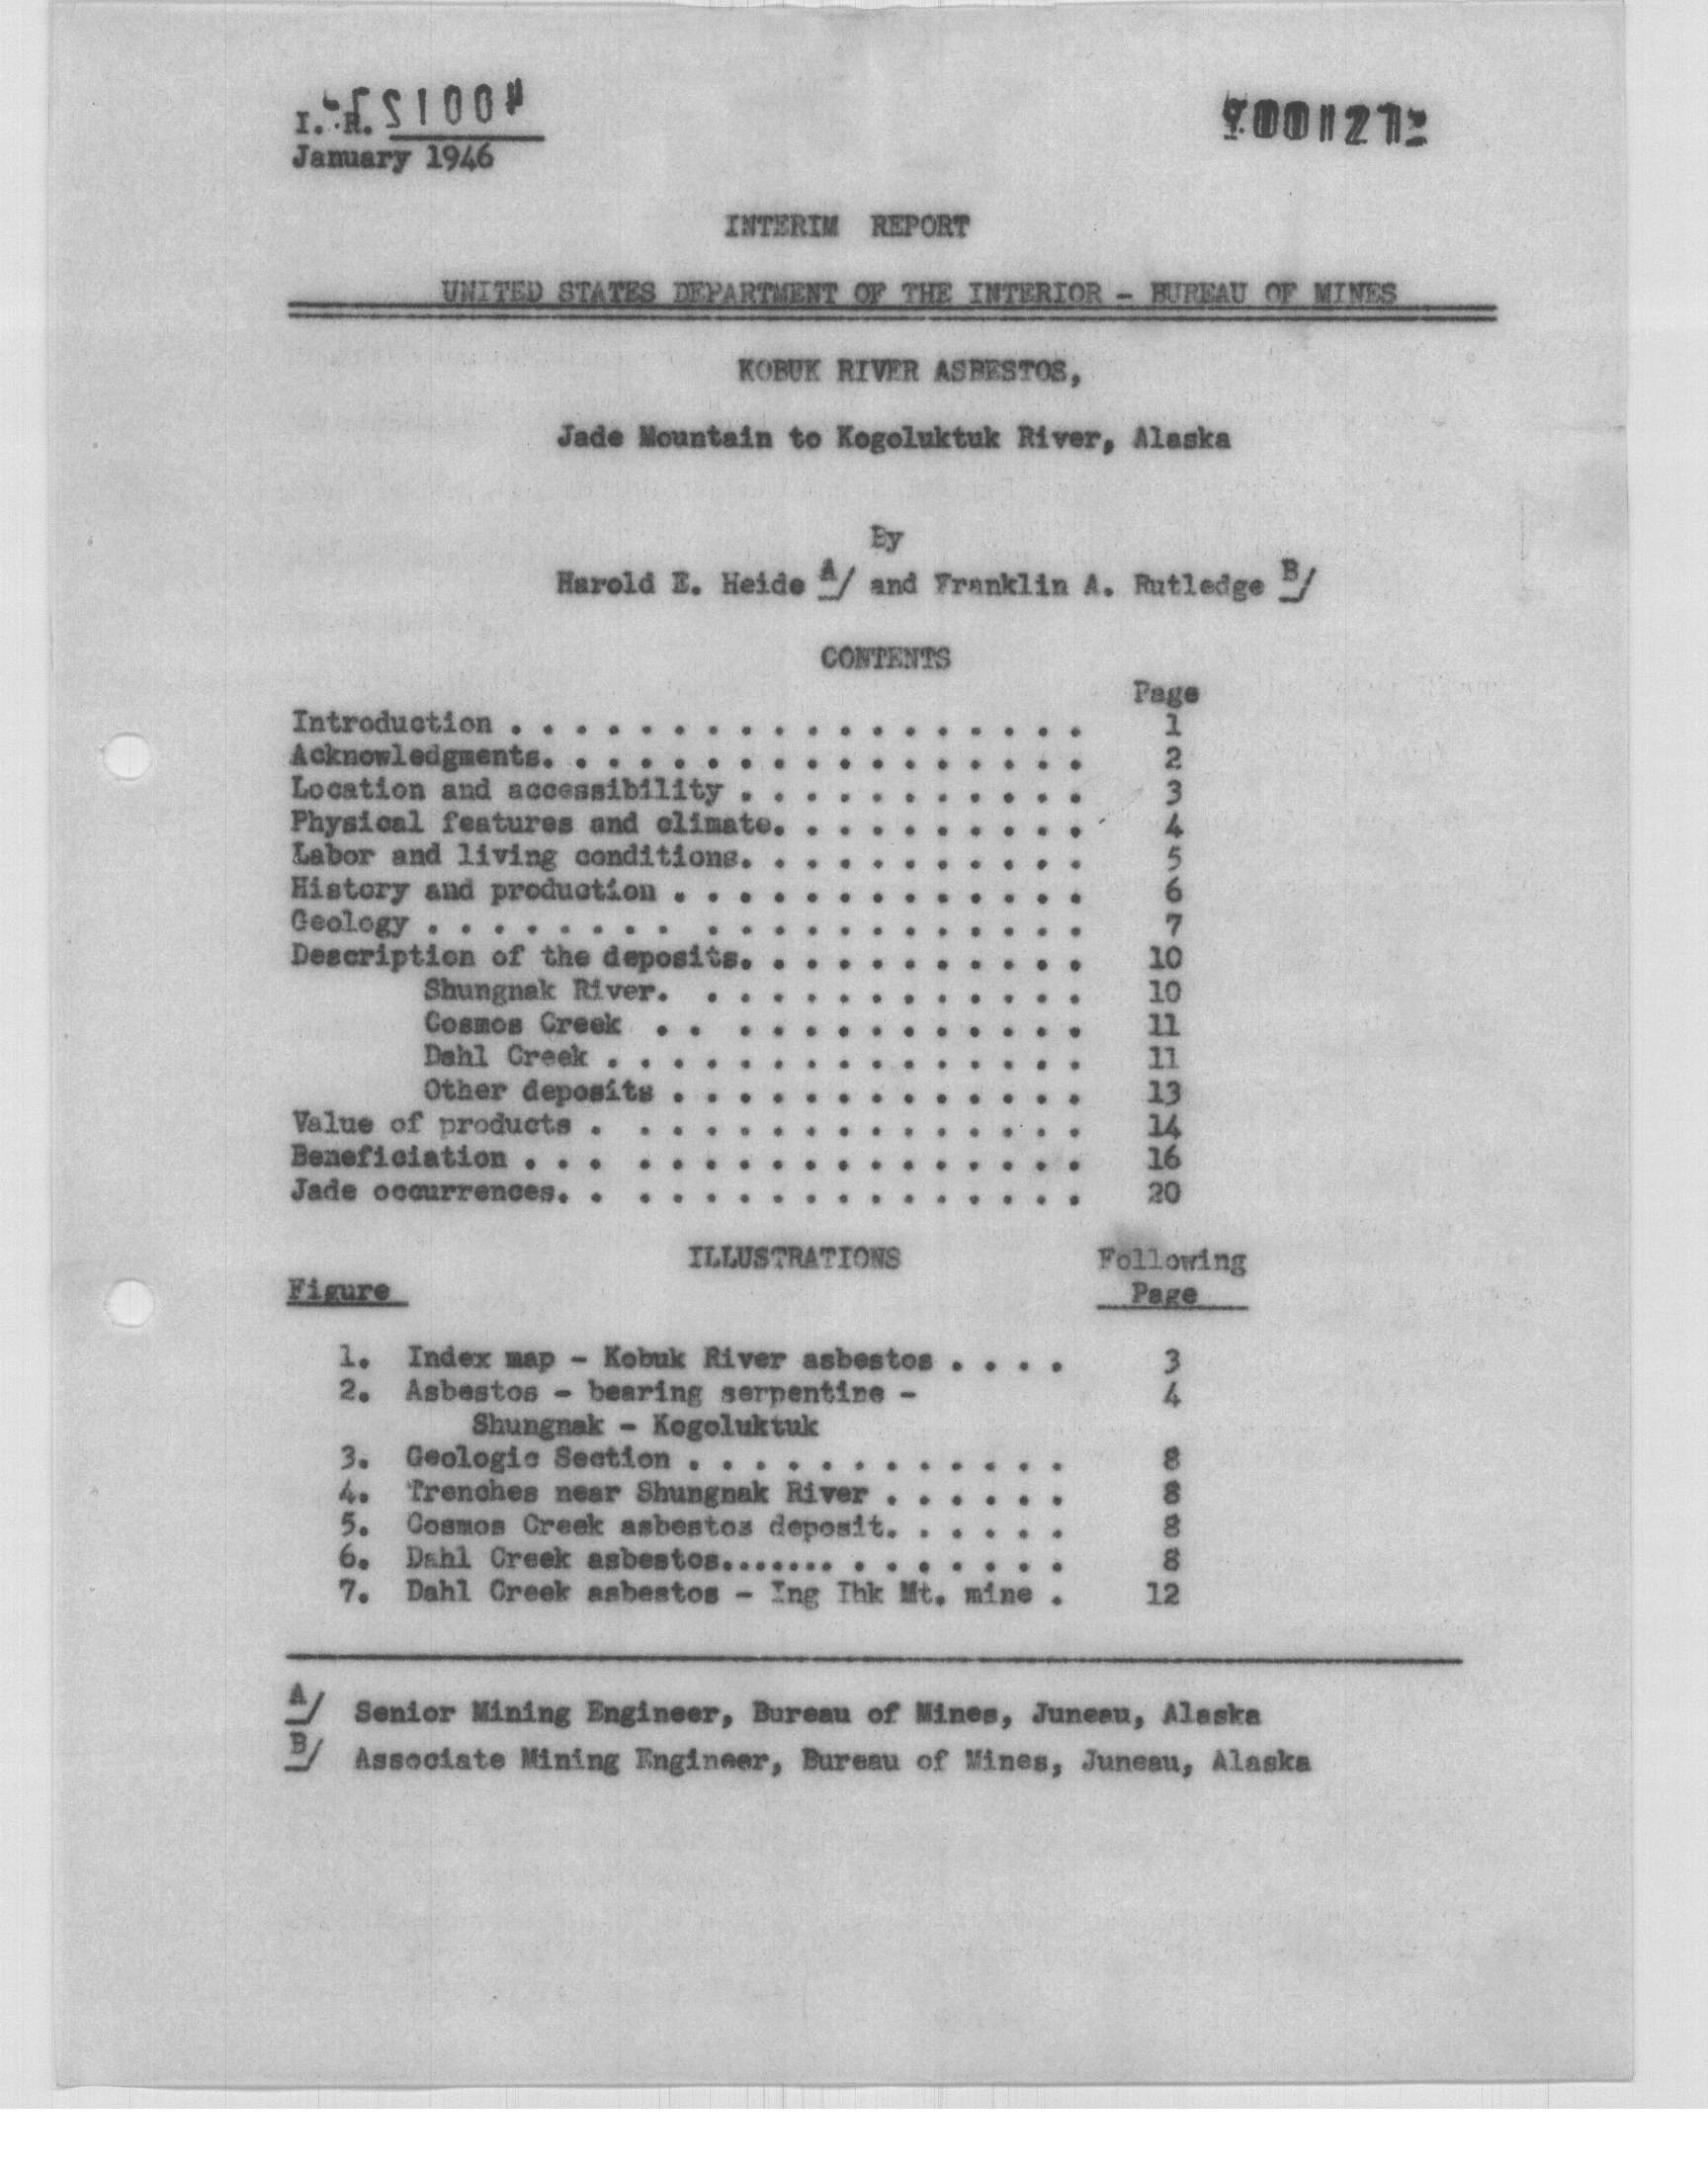 I. R.
January 1946
INTERIM REPORT
UNITED STATES DEPARTMENT OF THE INTERIOR - BUREAU OF MINES
KOBUK RIVER ASBESTOS,
Jade Mountain to Kogoluktuk River, Alaska
By
Harold E. Heide A/ and Franklin A. Rutledge B/
CONTENTS
Page
Introduction . . . . . . . . . . . . . . . . . . 1
Acknowledgments. . . . . . . . . . . . . . . . . 2
Location and accessibility . . . . . . . . . . . 3
Physical features and climate. . . . . . . . . . 4
Labor and living conditions. . . . . . . . . . . 5
History and production . . . . . . . . . . . . . 6
Geology . . . . . . . . . . . . . . . . . . . . 7
Description of the deposits. . . . . . . . . . . 10
Shungnak River. . . . . . . . . . . . . 10
Cosmos Creek . . . . . . . . . . . . . 11
Dahl Creek . . . . . . . . . . . . . . . 11
Other deposits . . . . . . . . . . . . . 13
Value of products . . . . . . . . . . . . . . . 14
Beneficiation . . . . . . . . . . . . . . . . . 16
Jade occurrences. . . . . . . . . . . . . . . . 20
ILLUSTRATIONS Following
Figure Page
1. Index map - Kobuk River asbestos . . . . 3
2. Asbestos - bearing serpentine - 4
Shungnak - Kogoluktuk
3. Geologic Section . . . . . . . . . . . . 8
4. Trenches near Shungnak River . . . . . . 8
5. Cosmos Creek asbestos deposit. . . . . . 8
6. Dahl Creek asbestos....... . . . . . . . 8
7. Dahl Creek asbestos - Ing Ihk Mt. mine . 12
A/ Senior Mining Engineer, Bureau of Mines, Juneau, Alaska
B/ Associate Mining Engineer, Bureau of Mines, Juneau, Alaska